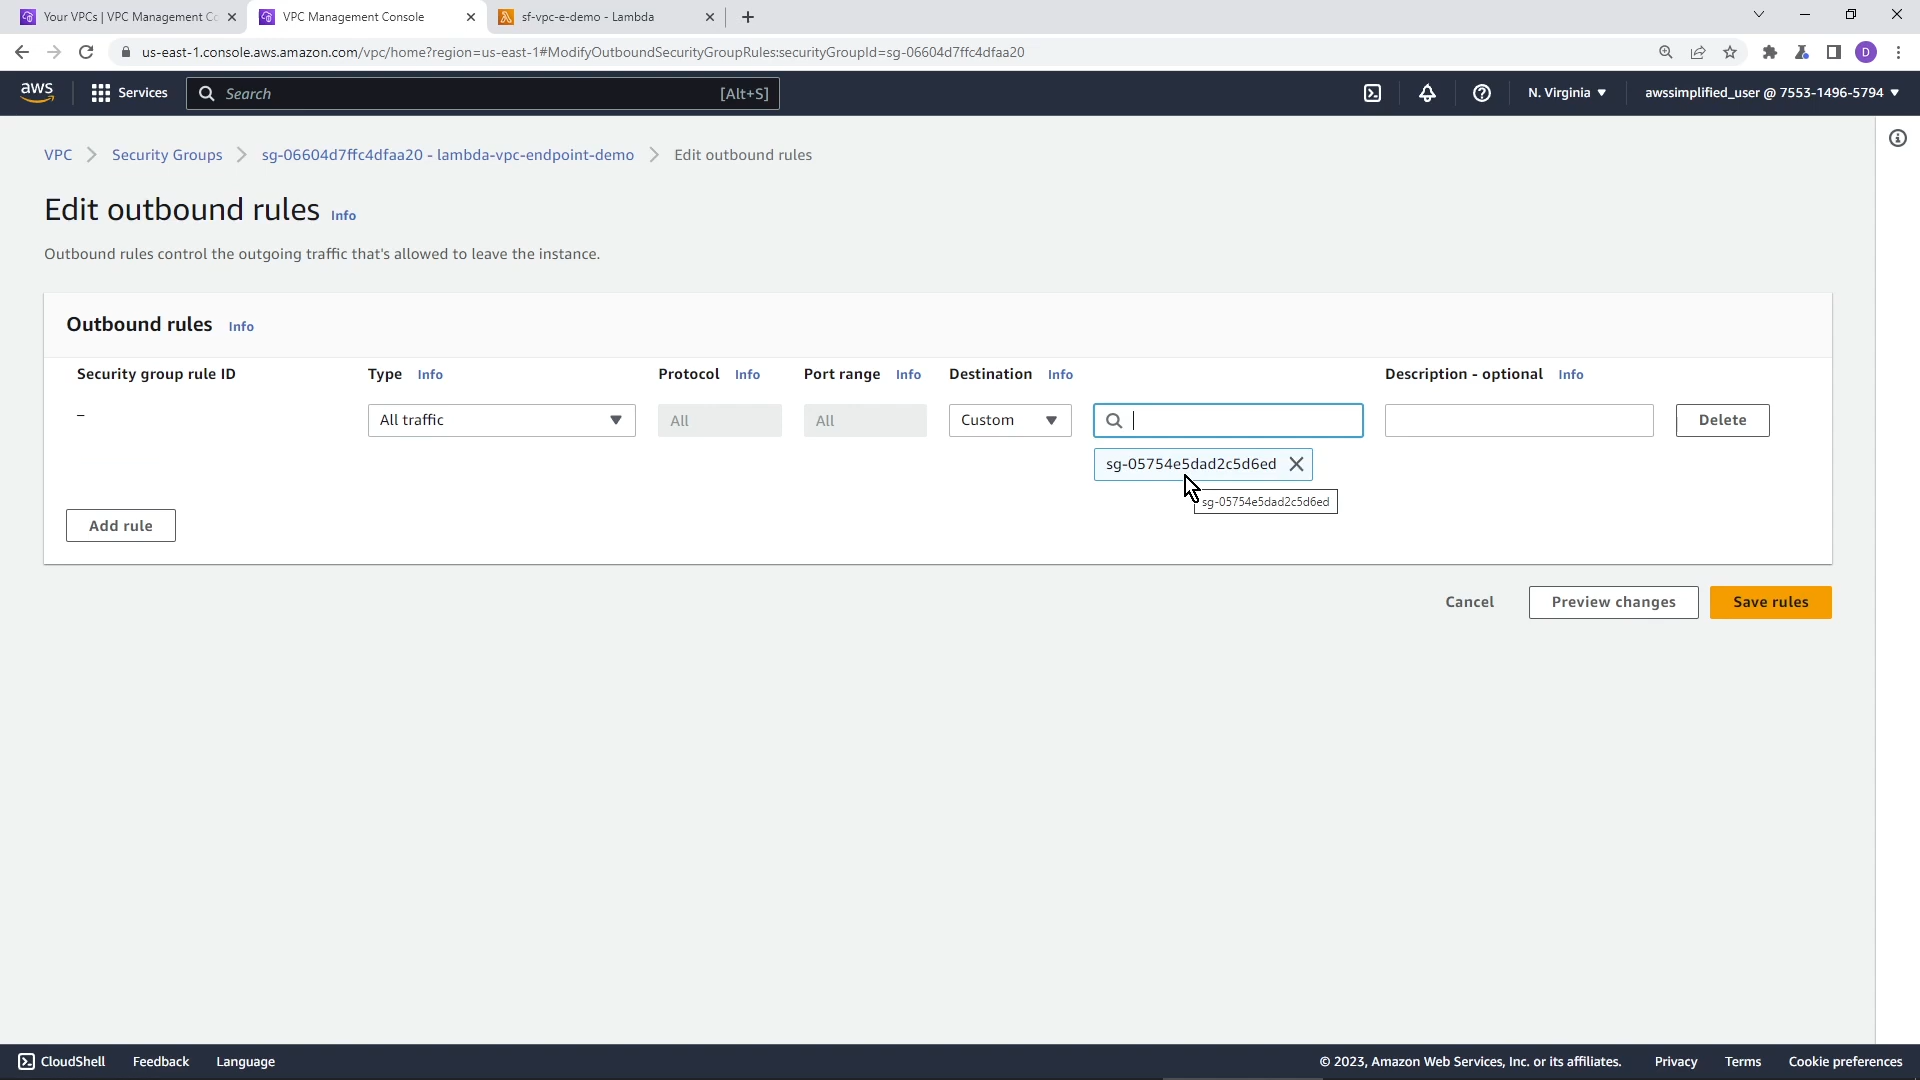 Your VPCs | VPC Management Co
VPC Management Console
sf-vpc-e-demo - Lambda
us-east-1.console.aws.amazon.com/vpc/home?region=us-east-1#ModifyOutboundSecurityGroupRules:securityGroupId=sg-06604d7ffc4dfaa20
D
aws
Services
Search
[Alt+S]
N. Virginia
awssimplified_user @ 7553-1496-5794
VPC
Security Groups
sg-06604d7ffc4dfaa20 - lambda-vpc-endpoint-demo
Edit outbound rules
Edit outbound rules Info
Outbound rules control the outgoing traffic that's allowed to leave the instance.
Outbound rules Info
Security group rule ID
Type Info
Protocol Info
Port range Info
Destination Info
Description - optional Info
–
All traffic
All
All
Custom
Delete
sg-05754e5dad2c5d6ed
sg-05754e5dad2c5d6ed
Add rule
Cancel
Preview changes
Save rules
CloudShell
Feedback
Language
© 2023, Amazon Web Services, Inc. or its affiliates.
Privacy
Terms
Cookie preferences